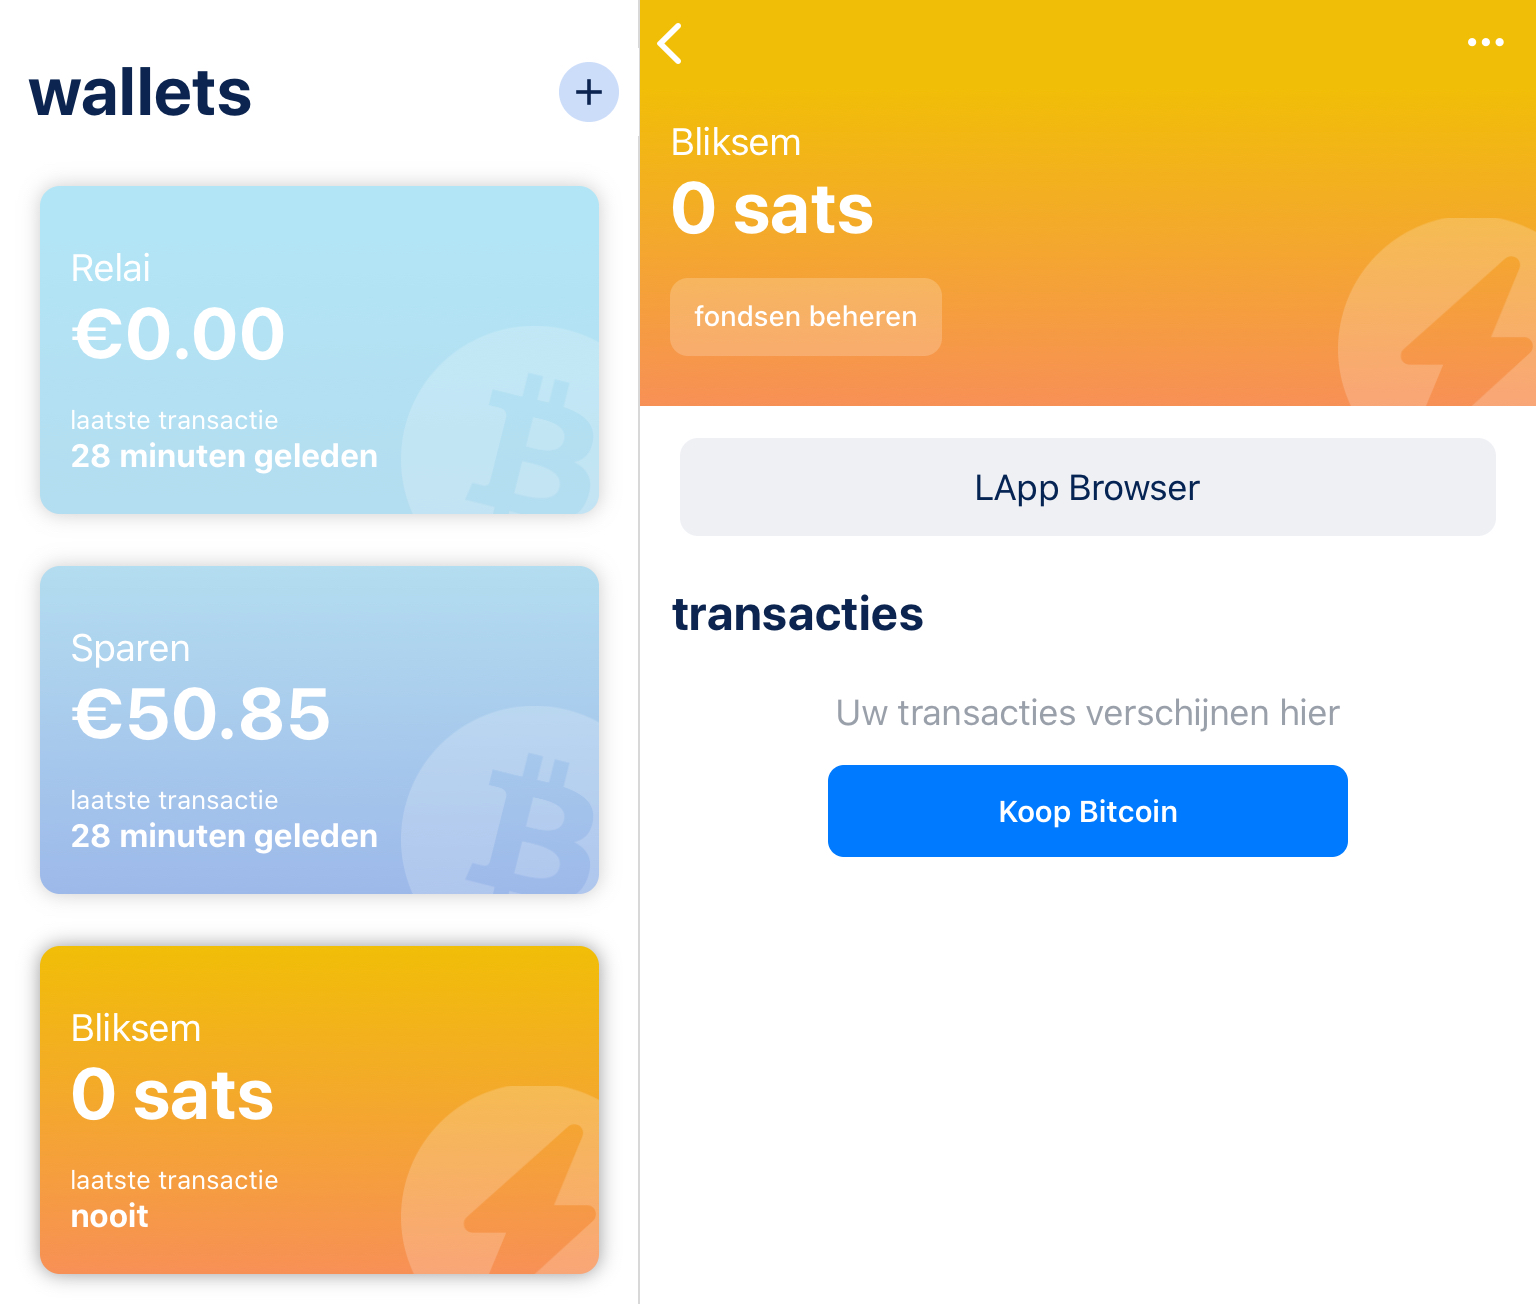 wallets
Relai
€0.00
laatste transactie
28 minuten geleden
Sparen
€50.85
laatste transactie
28 minuten geleden
Bliksem
0 sats
laatste transactie
nooit
Bliksem
0 sats
fondsen beheren
LApp Browser
transacties
Uw transacties verschijnen hier
Koop Bitcoin